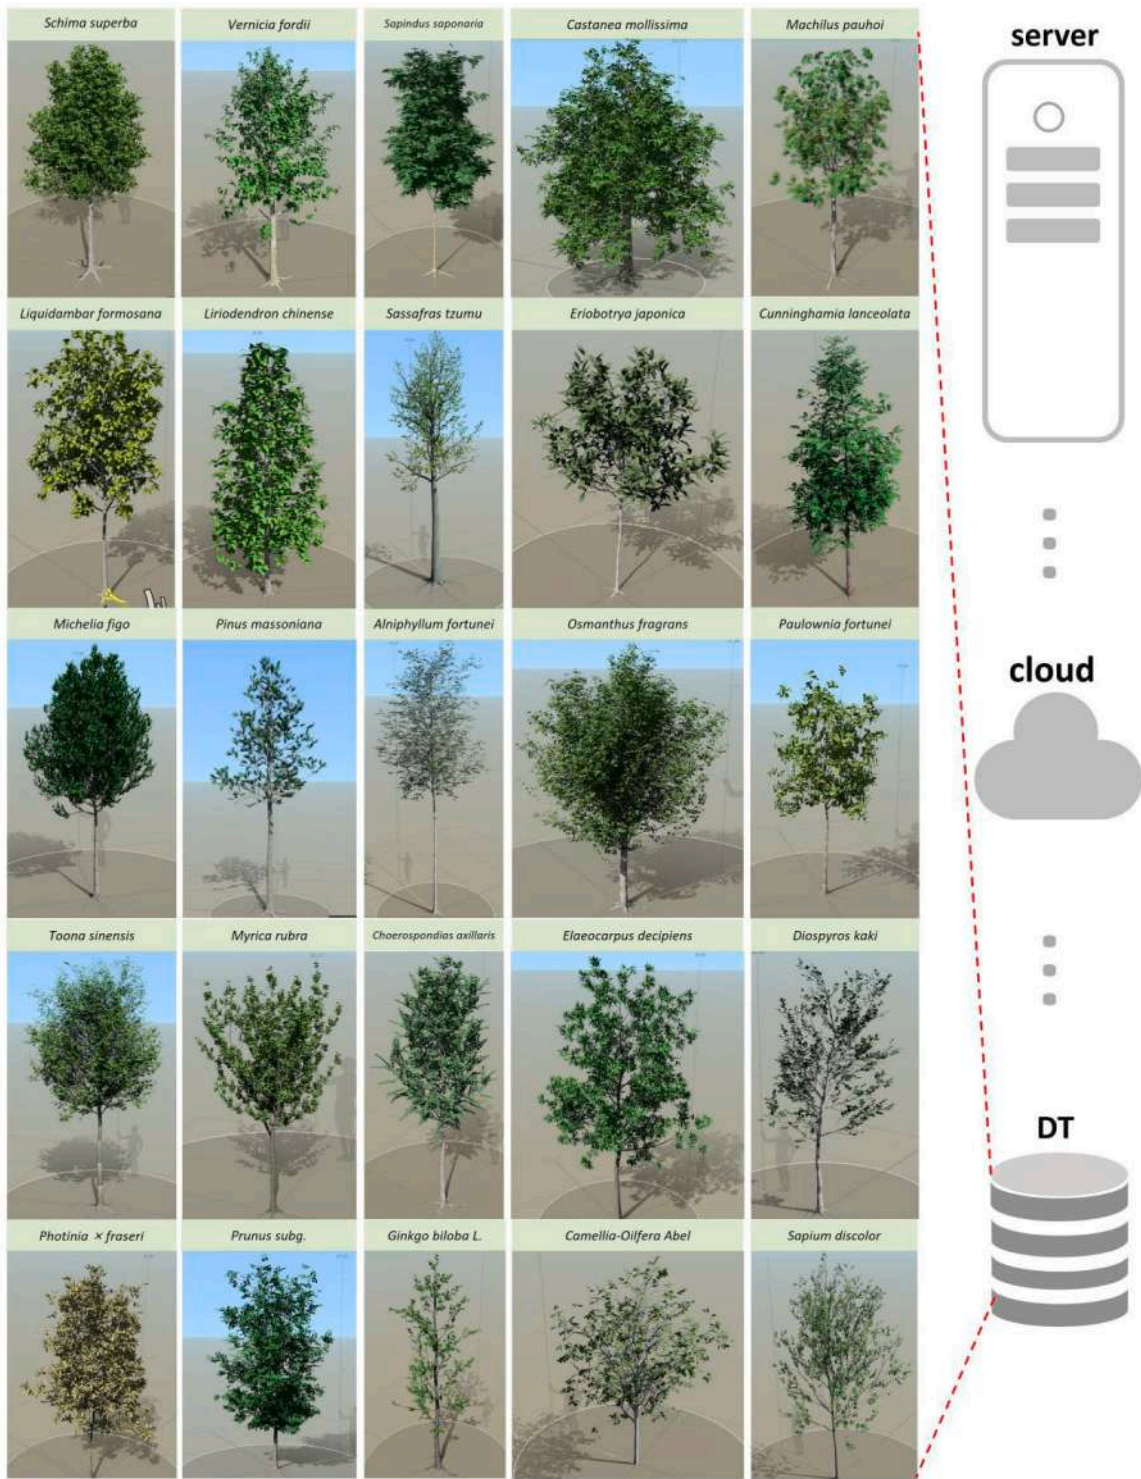 Schima superba
Vernicia fordii
Sapindus saponaria
Castanea mollissima
Machilus pauhoi
server
Liquidambar formosana
Liriodendron chinense
Sassafras tzumu
Eriobotrya japonica
Cunninghamia lanceolata
Michelia figo
Pinus massoniana
Alniphyllum fortunei
Osmanthus fragrans
Paulownia fortunei
cloud
Toona sinensis
Myrica rubra
Choerospondias axillaris
Elaeocarpus decipiens
Diospyros kaki
DT
Photinia × fraseri
Prunus subg.
Ginkgo biloba L.
Camellia-Oilfera Abel
Sapium discolor